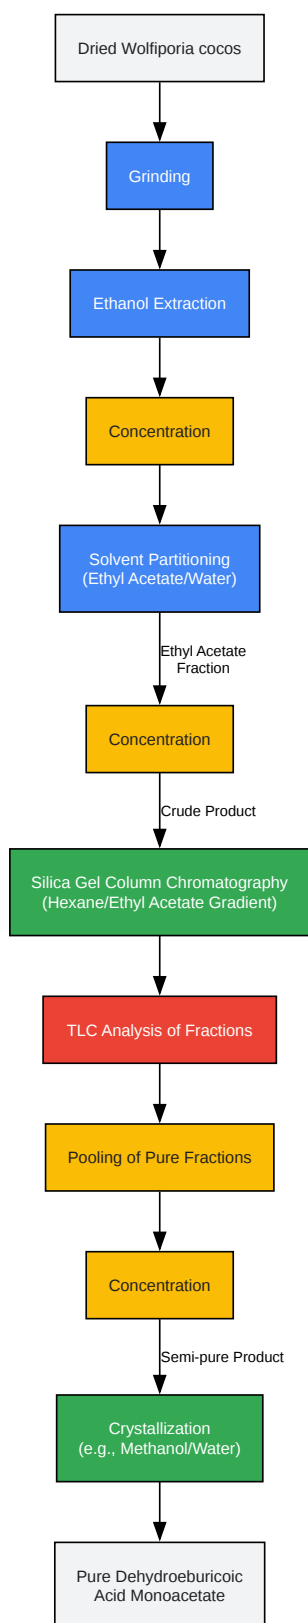 Dried Wolfiporia cocos
Grinding
Ethanol Extraction
Concentration
Solvent Partitioning
(Ethyl Acetate/Water)
Ethyl Acetate
Fraction
Concentration
Crude Product
Silica Gel Column Chromatography
(Hexane/Ethyl Acetate Gradient)
TLC Analysis of Fractions
Pooling of Pure Fractions
Concentration
Semi-pure Product
Crystallization
(e.g., Methanol/Water)
Pure Dehydroeburicoic
Acid Monoacetate